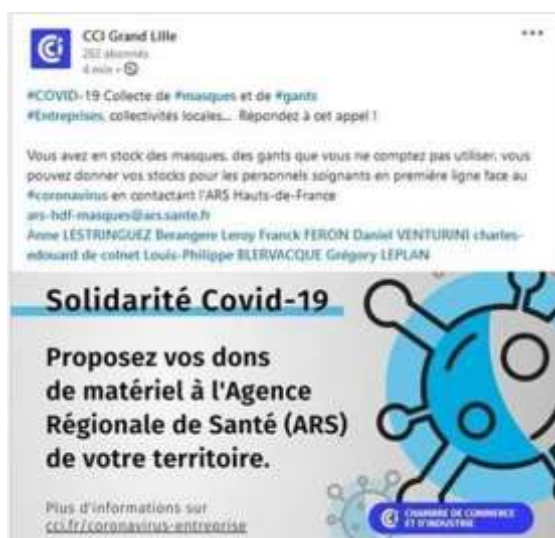 CCI Grand Lille
262 abonnés
4 min •
#COVID-19 Collecte de #masques et de #gants
#Entreprises, collectivités locales... Répondez à cet appel !
Vous avez en stock des masques, des gants que vous ne comptez pas utiliser, vous
pouvez donner vos stocks pour les personnels soignants en première ligne face au
#coronavirus en contactant l'ARS Hauts-de-France
ars-hdf-masques@ars.sante.fr
Anne LESTRINGUEZ Berangere Leroy Franck FERON Daniel VENTURINI charles-
edouard de colnet Louis-Philippe BLERVACQUE Grégory LEPLAN
Solidarité Covid-19
Proposez vos dons
de matériel à l'Agence
Régionale de Santé (ARS)
de votre territoire.
Plus d'informations sur
cci.fr/coronavirus-entreprise
CCI
CHAMBRE DE COMMERCE
ET D'INDUSTRIE